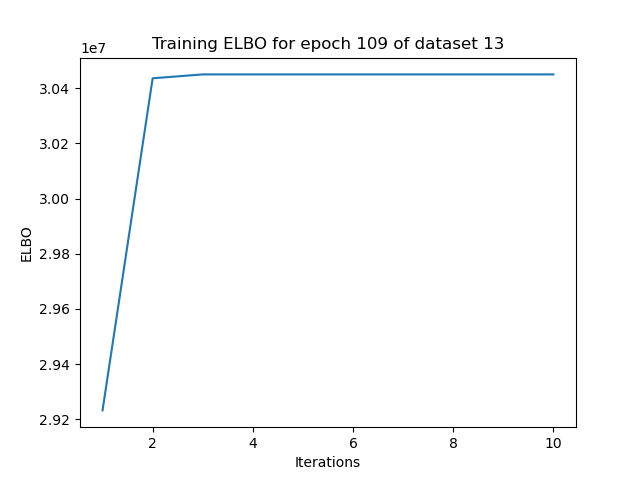 Training ELBO for epoch 109 of dataset 13
1e7
3.04
3.02
3.00
2.98
2.96
2.94
2.92
ELBO
2 4 6 8 10
Iterations